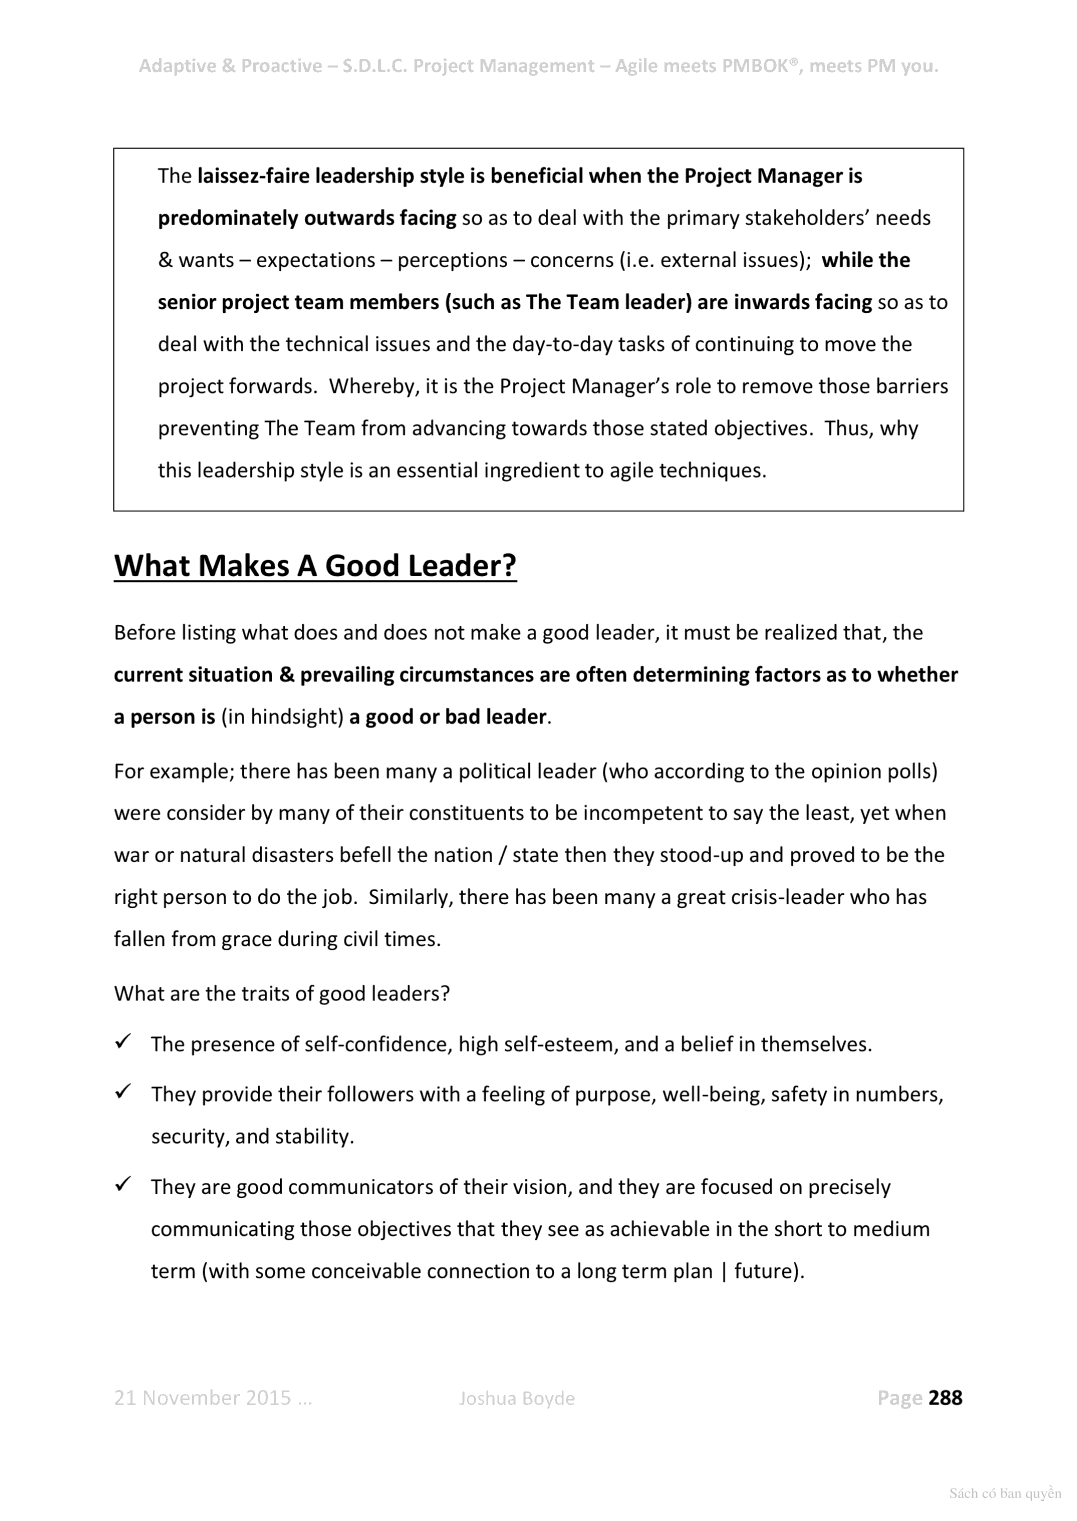 Adaptive & Proactive – S.D.L.C. Project Management – Agile meets PMBOK®, meets PM you.
The laissez-faire leadership style is beneficial when the Project Manager is
predominately outwards facing so as to deal with the primary stakeholders’ needs
& wants – expectations – perceptions – concerns (i.e. external issues);  while the
senior project team members (such as The Team leader) are inwards facing so as to
deal with the technical issues and the day-to-day tasks of continuing to move the
project forwards.  Whereby, it is the Project Manager’s role to remove those barriers
preventing The Team from advancing towards those stated objectives.  Thus, why
this leadership style is an essential ingredient to agile techniques.
What Makes A Good Leader?
Before listing what does and does not make a good leader, it must be realized that, the
current situation & prevailing circumstances are often determining factors as to whether
a person is (in hindsight) a good or bad leader.
For example; there has been many a political leader (who according to the opinion polls)
were consider by many of their constituents to be incompetent to say the least, yet when
war or natural disasters befell the nation / state then they stood-up and proved to be the
right person to do the job.  Similarly, there has been many a great crisis-leader who has
fallen from grace during civil times.
What are the traits of good leaders?
✓ The presence of self-confidence, high self-esteem, and a belief in themselves.
✓ They provide their followers with a feeling of purpose, well-being, safety in numbers,
security, and stability.
✓ They are good communicators of their vision, and they are focused on precisely
communicating those objectives that they see as achievable in the short to medium
term (with some conceivable connection to a long term plan | future).
21 November 2015 … Joshua Boyde Page 288
Sách có bản quyền